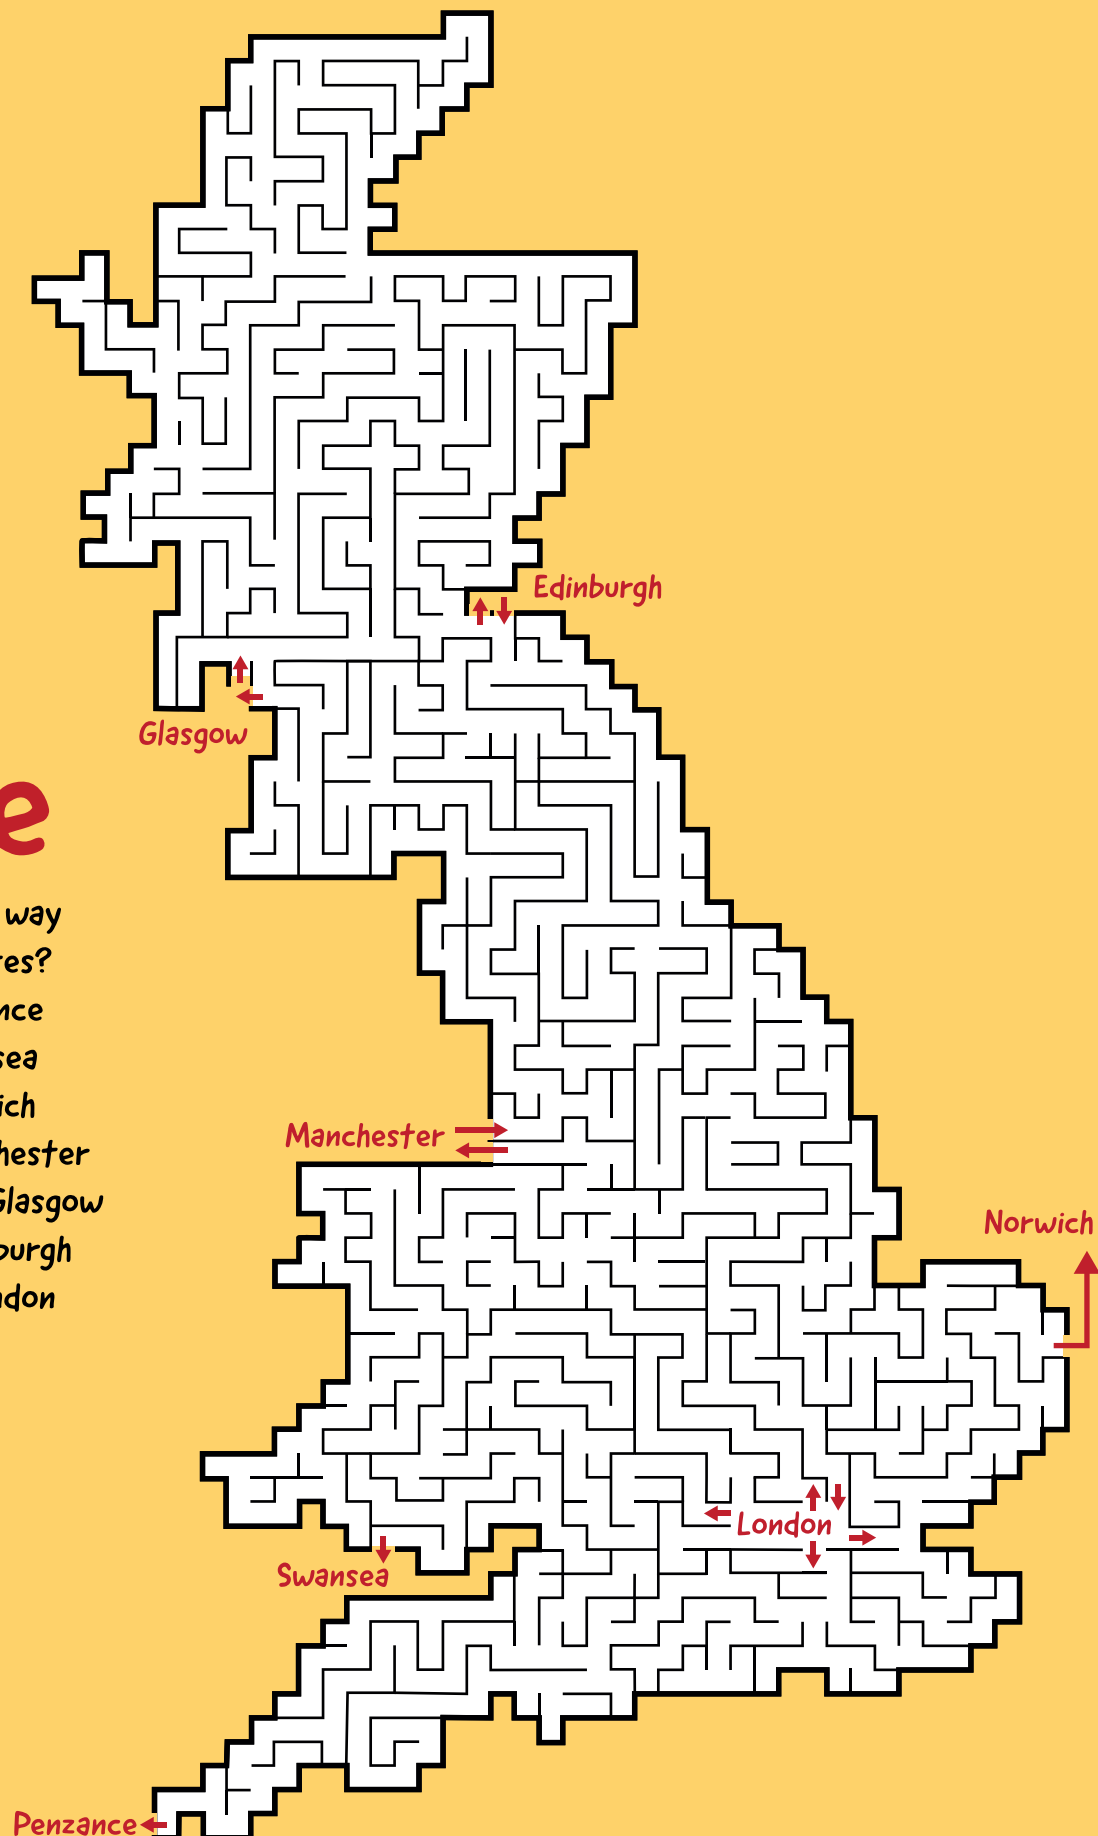 Edinburgh
Glasgow
e
way
es?
nce
sea
ich
hester
Glasgow
burgh
don
Manchester
Norwich
London
Swansea
Penzance